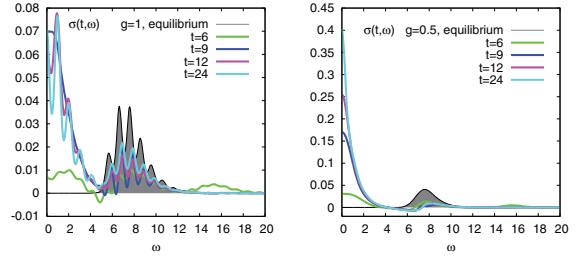 σ(t,ω) g=1, equilibrium
t=6
t=9
t=12
t=24
0.08
0.07
0.06
0.05
0.04
0.03
0.02
0.01
0
-0.01
0 2 4 6 8 10 12 14 16 18 20
ω
σ(t,ω) g=0.5, equilibrium
t=6
t=9
t=12
t=24
0.45
0.4
0.35
0.3
0.25
0.2
0.15
0.1
0.05
0
0 2 4 6 8 10 12 14 16 18 20
ω